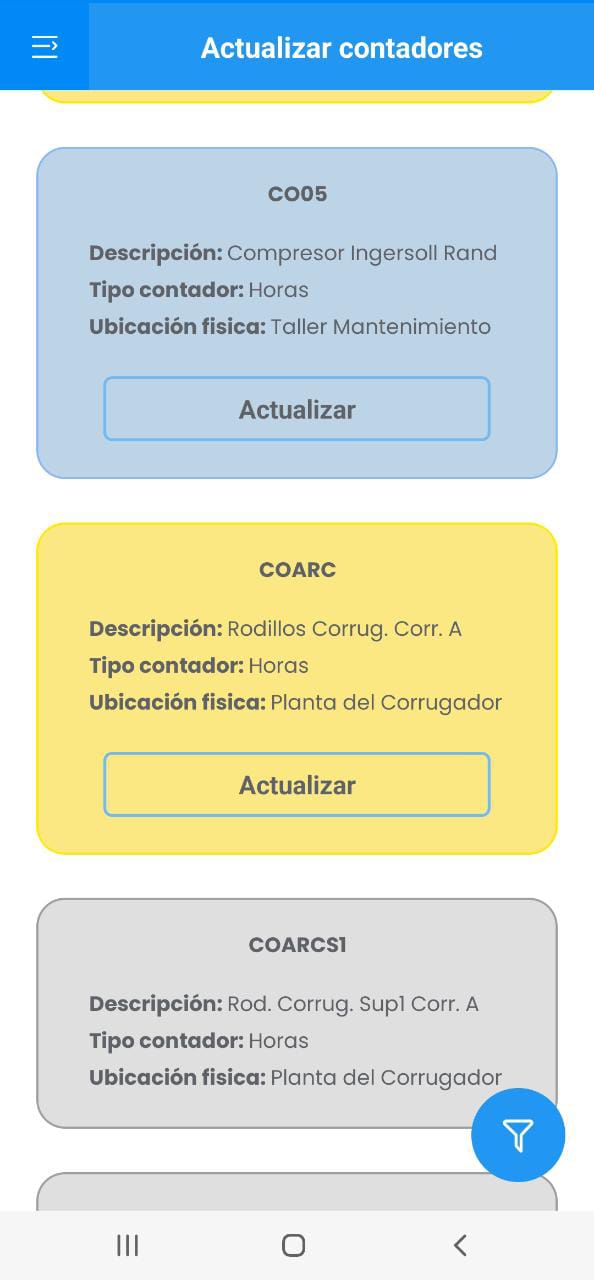 Actualizar contadores
CO05
Descripción: Compresor Ingersoll Rand
Tipo contador: Horas
Ubicación fisica: Taller Mantenimiento
Actualizar
COARC
Descripción: Rodillos Corrug. Corr. A
Tipo contador: Horas
Ubicación fisica: Planta del Corrugador
Actualizar
COARCS1
Descripción: Rod. Corrug. Sup1 Corr. A
Tipo contador: Horas
Ubicación fisica: Planta del Corrugador